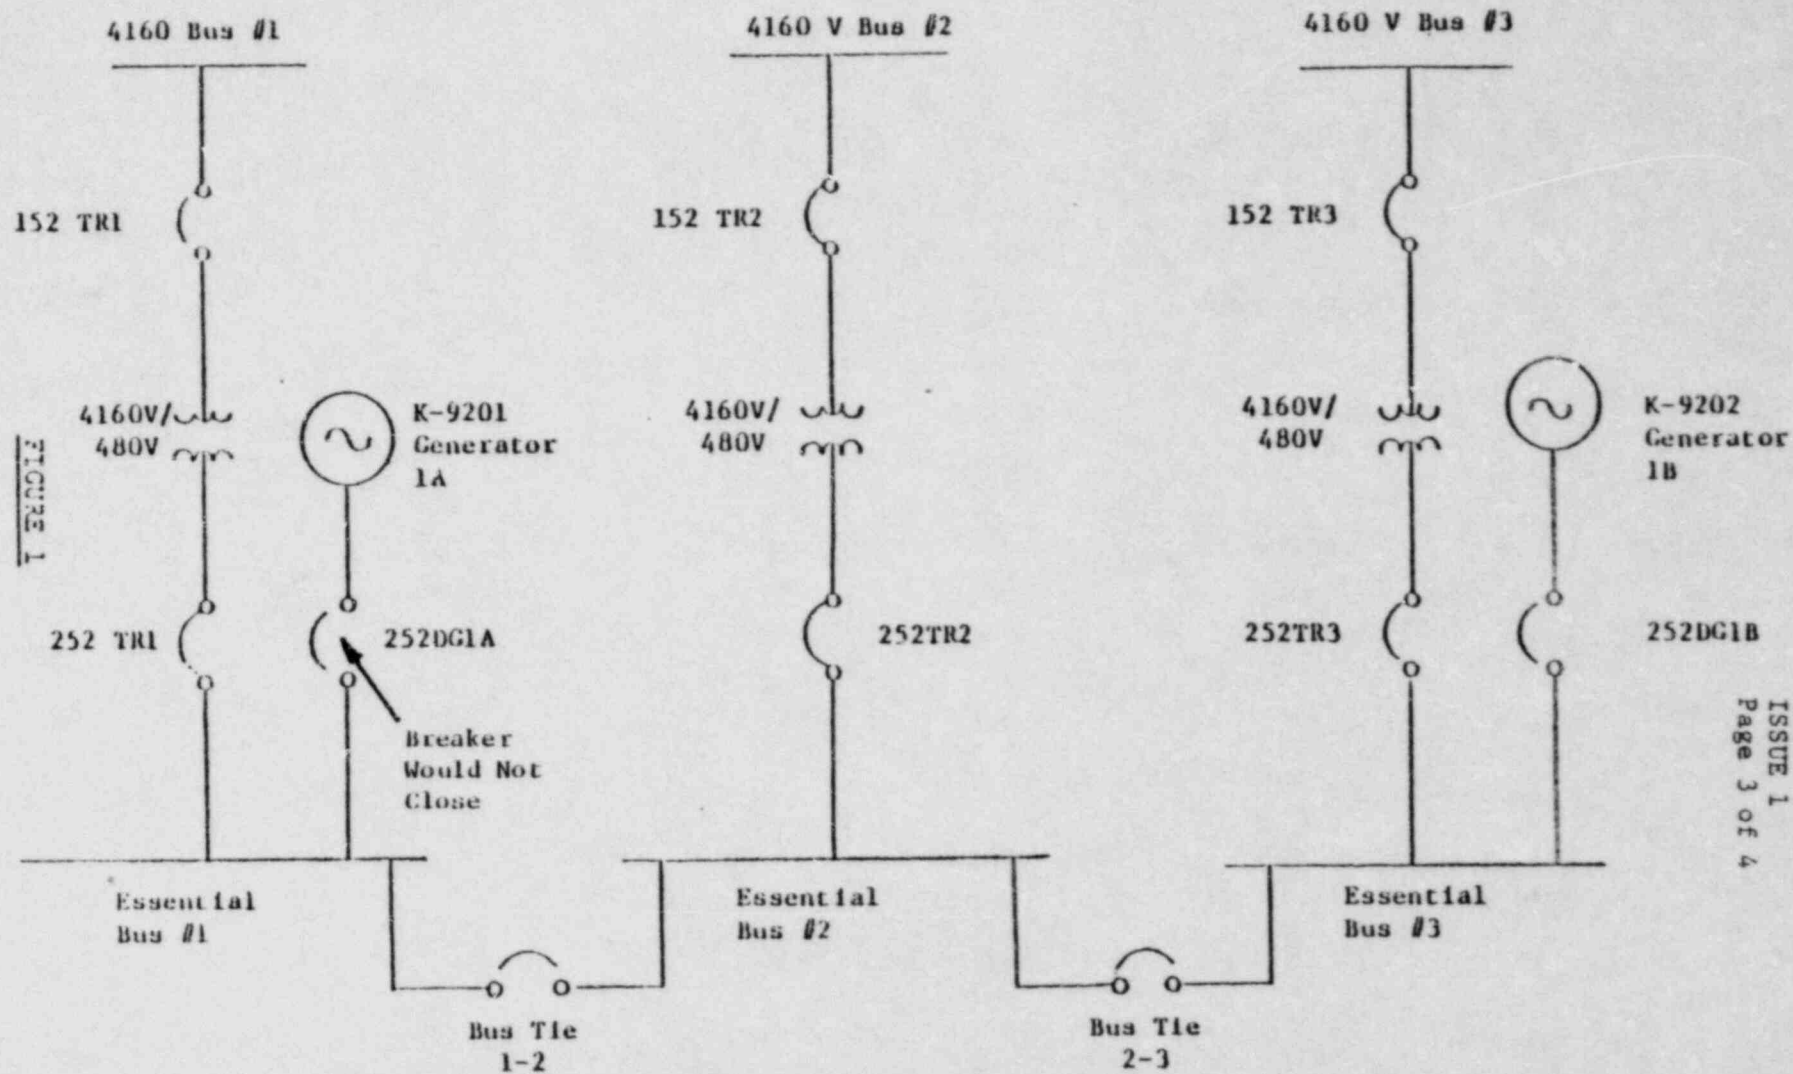 4160 Bus #1
4160 V Bus #2
4160 V Bus #3
152 TR1
152 TR2
152 TR3
4160V/
480V
K-9201
Generator
1A
4160V/
480V
4160V/
480V
K-9202
Generator
1B
FIGURE 1
252 TR1
252DG1A
252TR2
252TR3
252DG1B
Breaker
Would Not
Close
ISSUE 1
Page 3 of 4
Essential
Bus #1
Essential
Bus #2
Essential
Bus #3
Bus Tie
1-2
Bus Tie
2-3